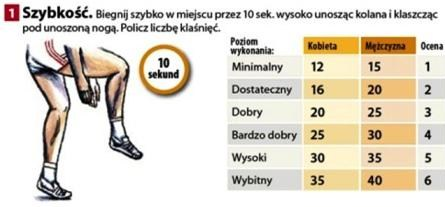 1 Szybkość. Biegnij szybko w miejscu przez 10 sek. wysoko unosząc kolana i klaszcząc
pod unoszoną nogą. Policz liczbę klaśnięć.
10
sekund
Poziom
wykonania: Kobieta Mężczyzna Ocena
Minimalny 12 15 1
Dostateczny 16 20 2
Dobry 20 25 3
Bardzo dobry 25 30 4
Wysoki 30 35 5
Wybitny 35 40 6